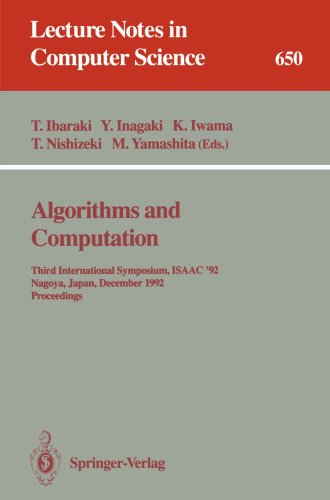 Lecture Notes in
Computer Science
650
T. Ibaraki Y. Inagaki K. Iwama
T. Nishizeki M. Yamashita (Eds.)
Algorithms and
Computation
Third International Symposium, ISAAC '92
Nagoya, Japan, December 1992
Proceedings
Springer-Verlag